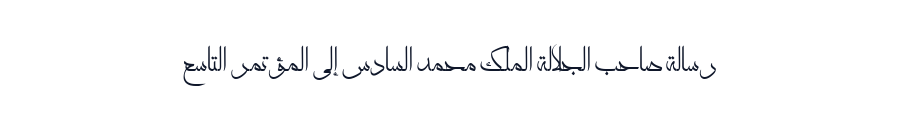 رسالة صاحب الجلالة الملك محمد السادس إلى المؤتمر التاسع